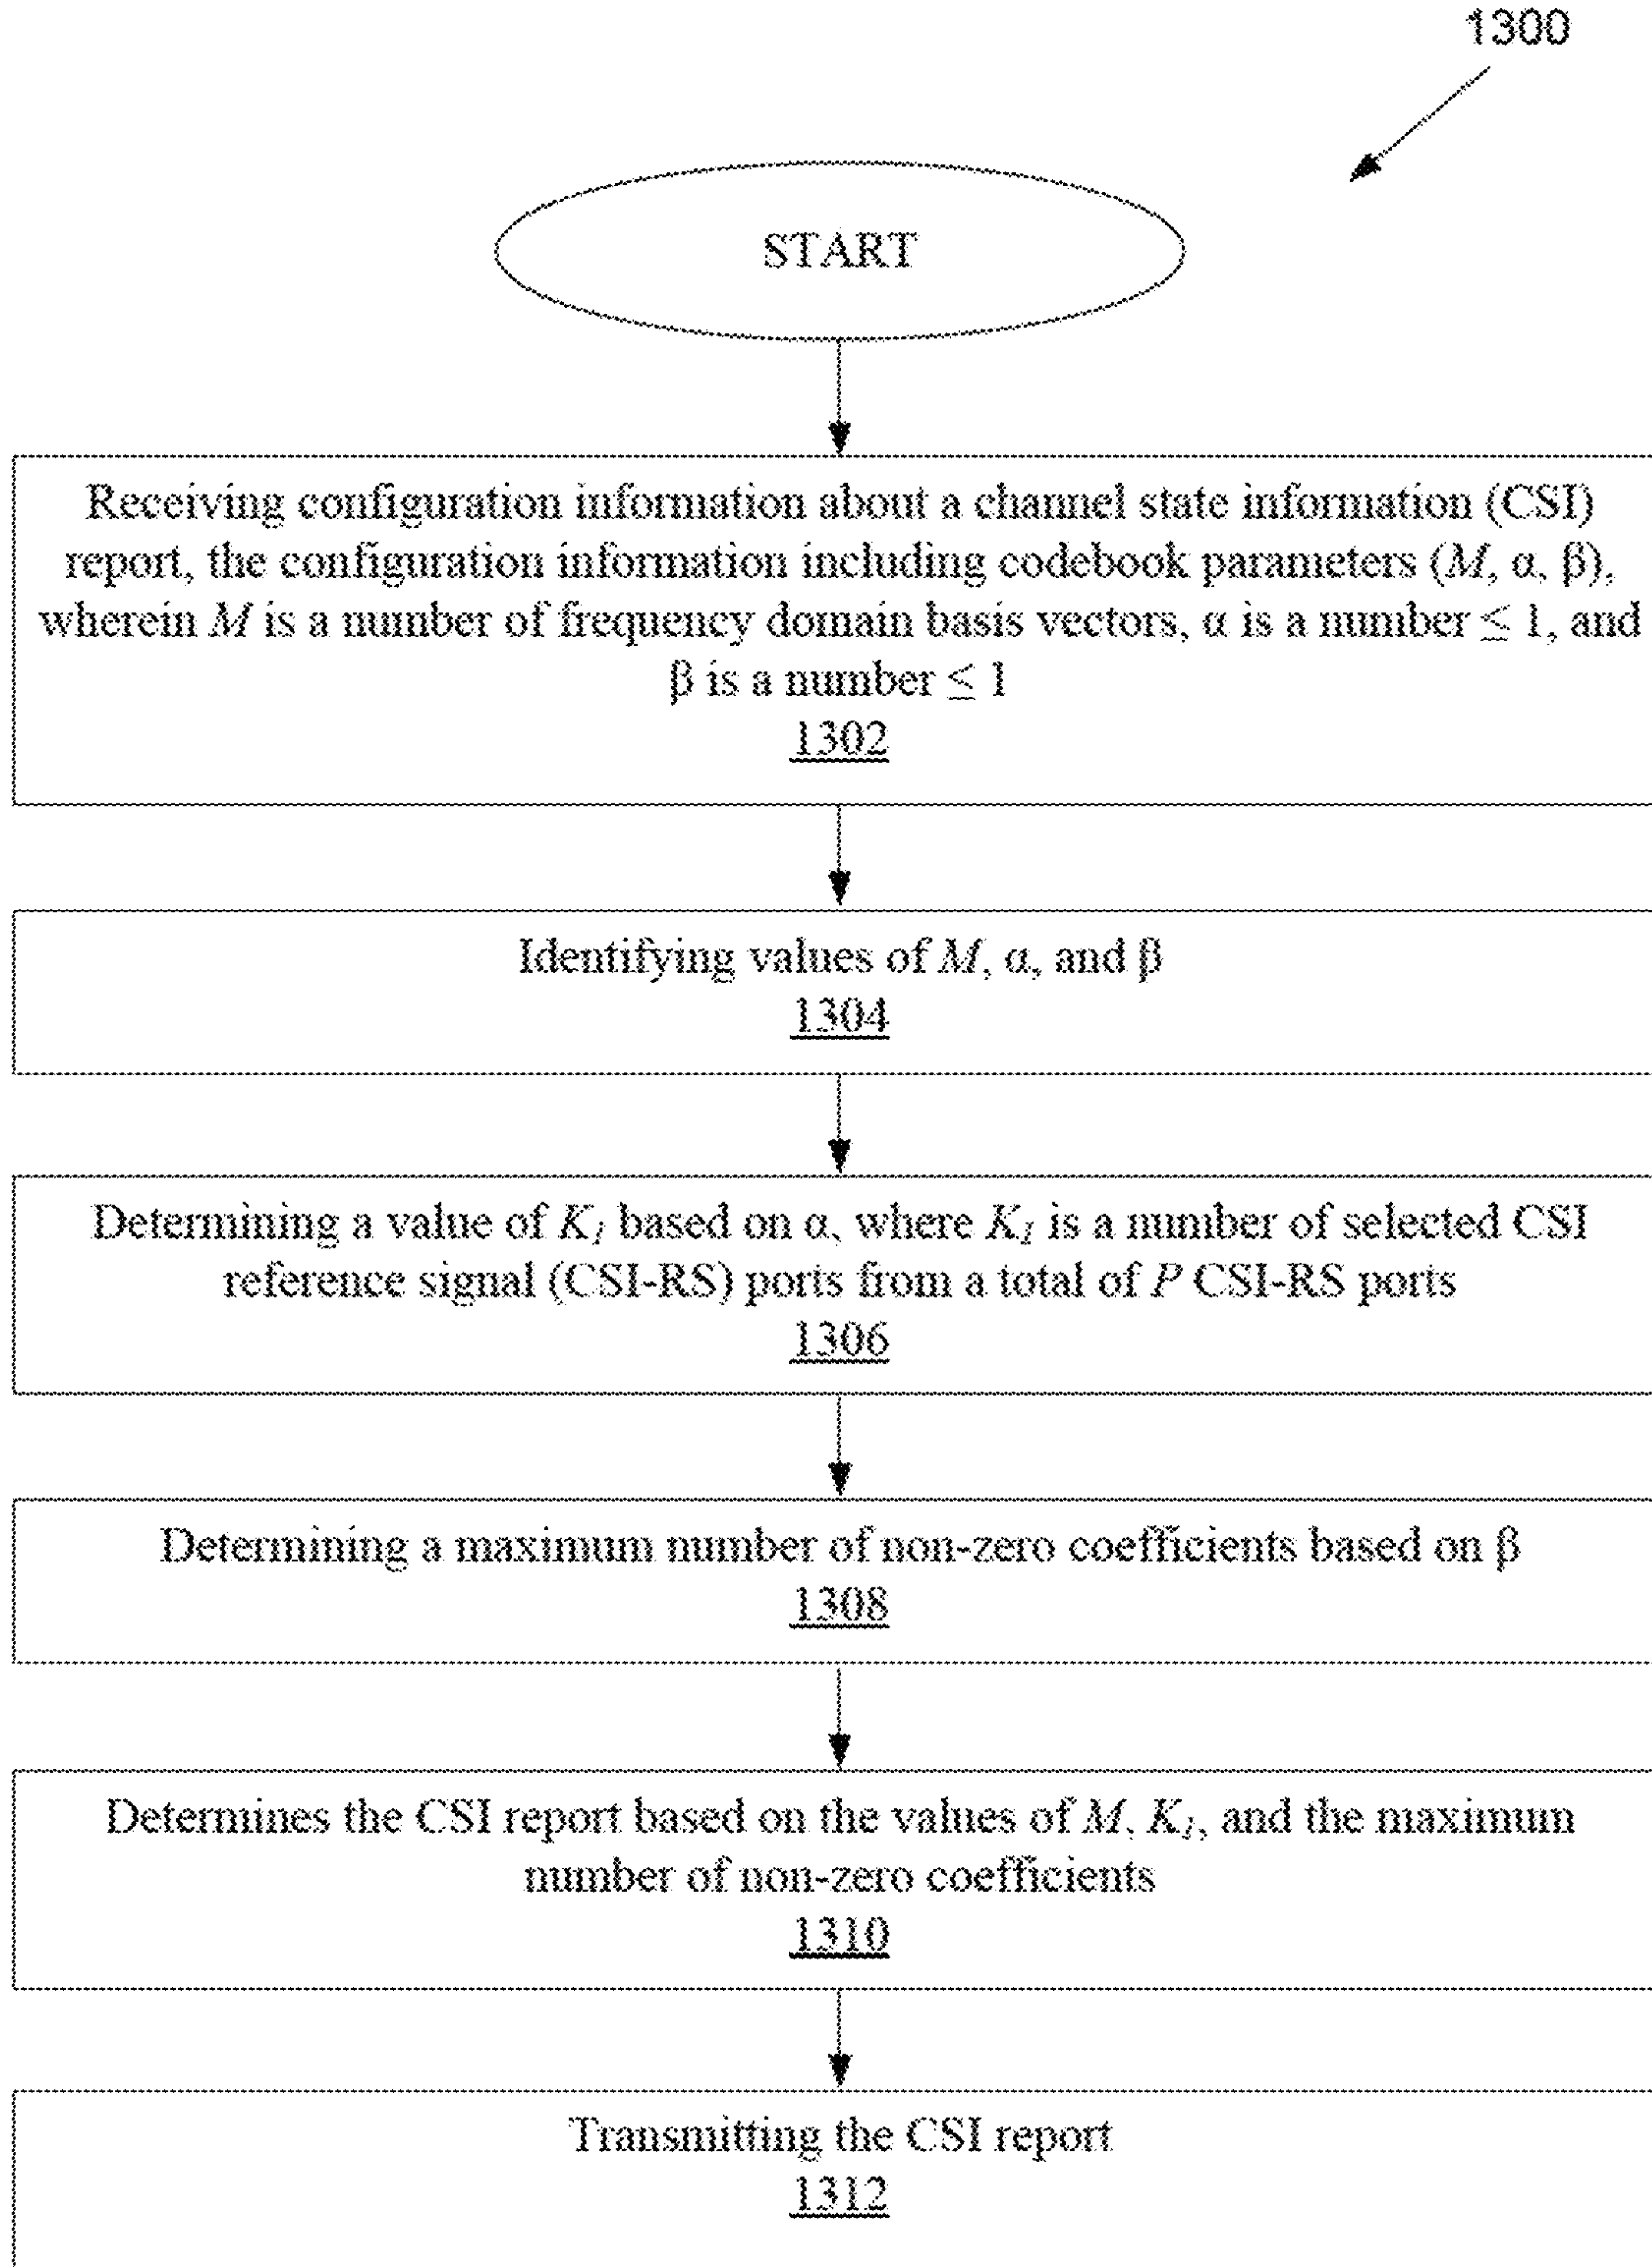 1300
START
Receiving configuration information about a channel state information (CSI)
report, the configuration information including codebook parameters (M, α, β),
wherein M is a number of frequency domain basis vectors, α is a number ≤ 1, and
β is a number ≤ 1
1302
Identifying values of M, α, and β
1304
Determining a value of K₁ based on α, where K₁ is a number of selected CSI
reference signal (CSI-RS) ports from a total of P CSI-RS ports
1306
Determining a maximum number of non-zero coefficients based on β
1308
Determines the CSI report based on the values of M, K₁, and the maximum
number of non-zero coefficients
1310
Transmitting the CSI report
1312